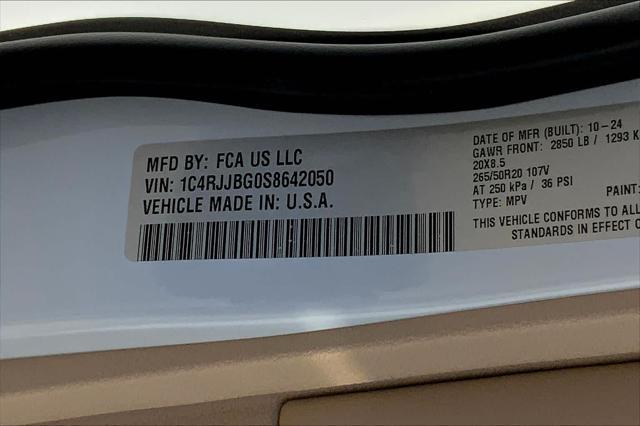 MFD BY: FCA US LLC
VIN: 1C4RJJBG0S8642050
VEHICLE MADE IN: U.S.A.
DATE OF MFR (BUILT): 10-24
GAWR FRONT: 2850 LB / 1293 K
20X8.5
265/50R20 107V
AT 250 kPa / 36 PSI
TYPE: MPV
PAINT:
THIS VEHICLE CONFORMS TO ALL
STANDARDS IN EFFECT O